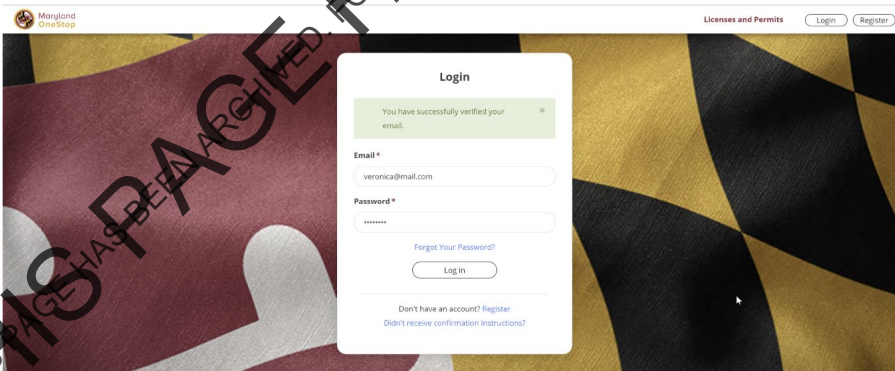 Maryland
OneStop
Licenses and Permits
Login
Register
Login
You have successfully verified your
email.
×
Email *
veronica@mail.com
Password *
••••••••
Forgot Your Password?
Log in
Don't have an account? Register
Didn't receive confirmation instructions?
PAGE HAS BEEN ARCHIVED. FO